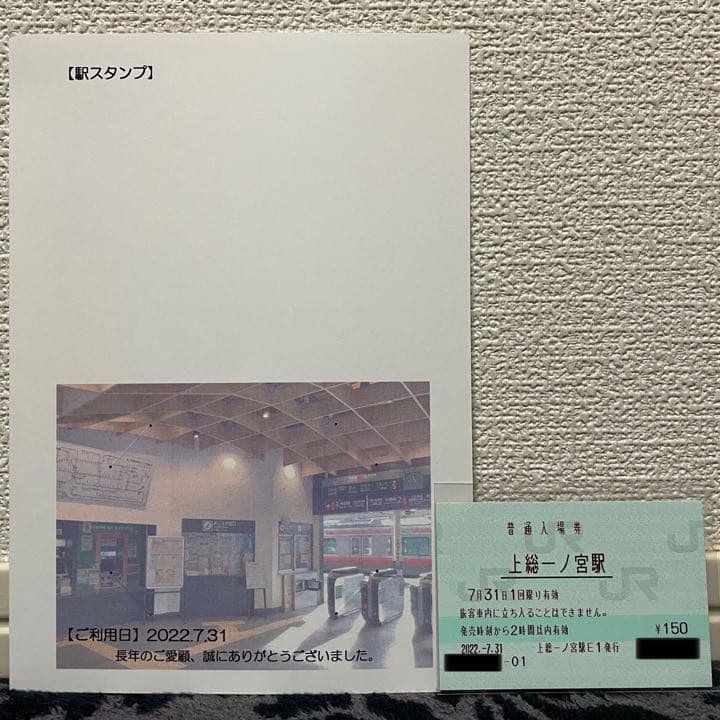 【駅スタンプ】
【ご利用日】2022.7.31
長年のご愛顧、誠にありがとうございました。
普通入場券
上総一ノ宮駅
7月31日1回限り有効
旅客車内に立ち入ることはできません。
発売時刻から2時間以内有効
¥150
2022.-7.31 上総一ノ宮駅E1発行
-01
JR
JR
JR